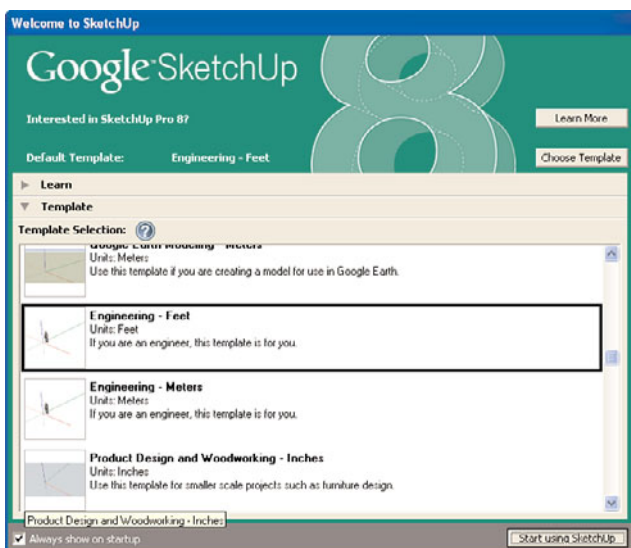 Welcome to SketchUp
Google SketchUp
8
Interested in SketchUp Pro 8?
Learn More
Default Template: Engineering - Feet
Choose Template
Learn
Template
Template Selection: ?
Google Earth Modeling - Meters
Units: Meters
Use this template if you are creating a model for use in Google Earth.
Engineering - Feet
Units: Feet
If you are an engineer, this template is for you.
Engineering - Meters
Units: Meters
If you are an engineer, this template is for you.
Product Design and Woodworking - Inches
Units: Inches
Use this template for smaller scale projects such as furniture design.
Product Design and Woodworking - Inches
Always show on startup
Start using SketchUp